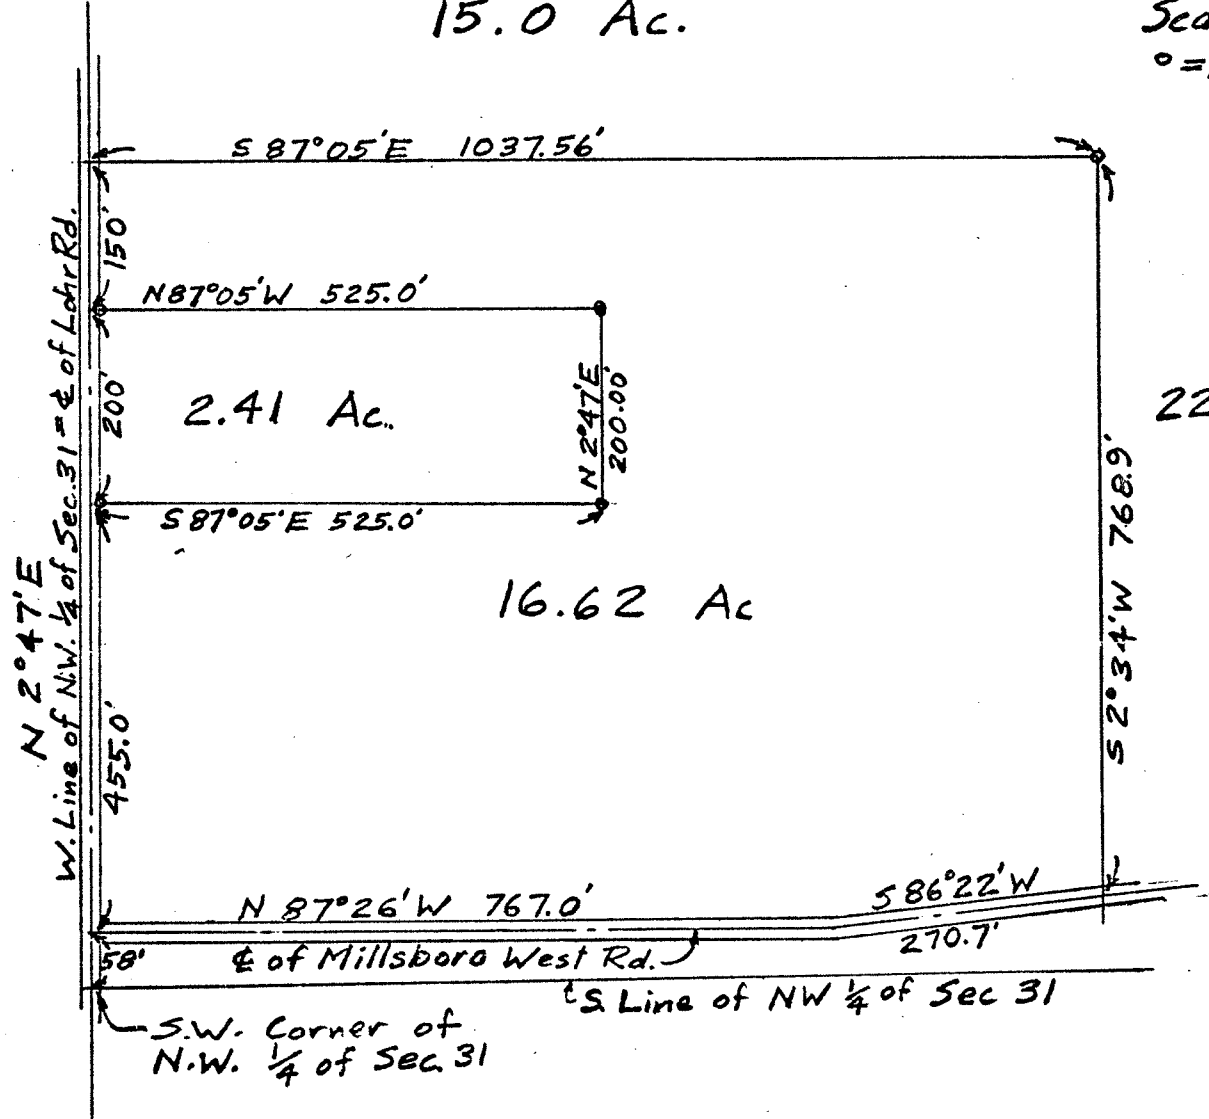 15.0 Ac.
S 87°05'E 1037.56'
150'
N87°05'W 525.0'
200'
2.41 Ac.
N 2°47'E
200.00'
22
S87°05'E 525.0'
16.62 Ac
S 2°34'W 768.9'
N 2°47'E
W. Line of N.W. ¼ of Sec. 31 = ℄ of Lohr Rd.
455.0'
N 87°26'W 767.0'
S 86°22'W
270.7'
58'
℄ of Millsboro West Rd.
S Line of NW ¼ of Sec 31
S.W. Corner of
N.W. ¼ of Sec. 31